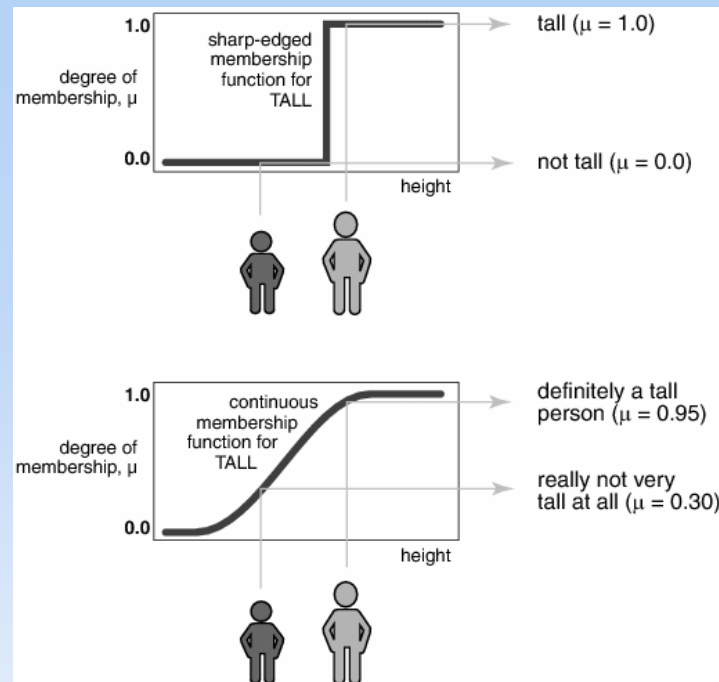 1.0
sharp-edged
membership
function for
TALL
degree of
membership, μ
0.0
height
tall (μ = 1.0)
not tall (μ = 0.0)
1.0
continuous
membership
function for
TALL
degree of
membership, μ
0.0
height
definitely a tall
person (μ = 0.95)
really not very
tall at all (μ = 0.30)